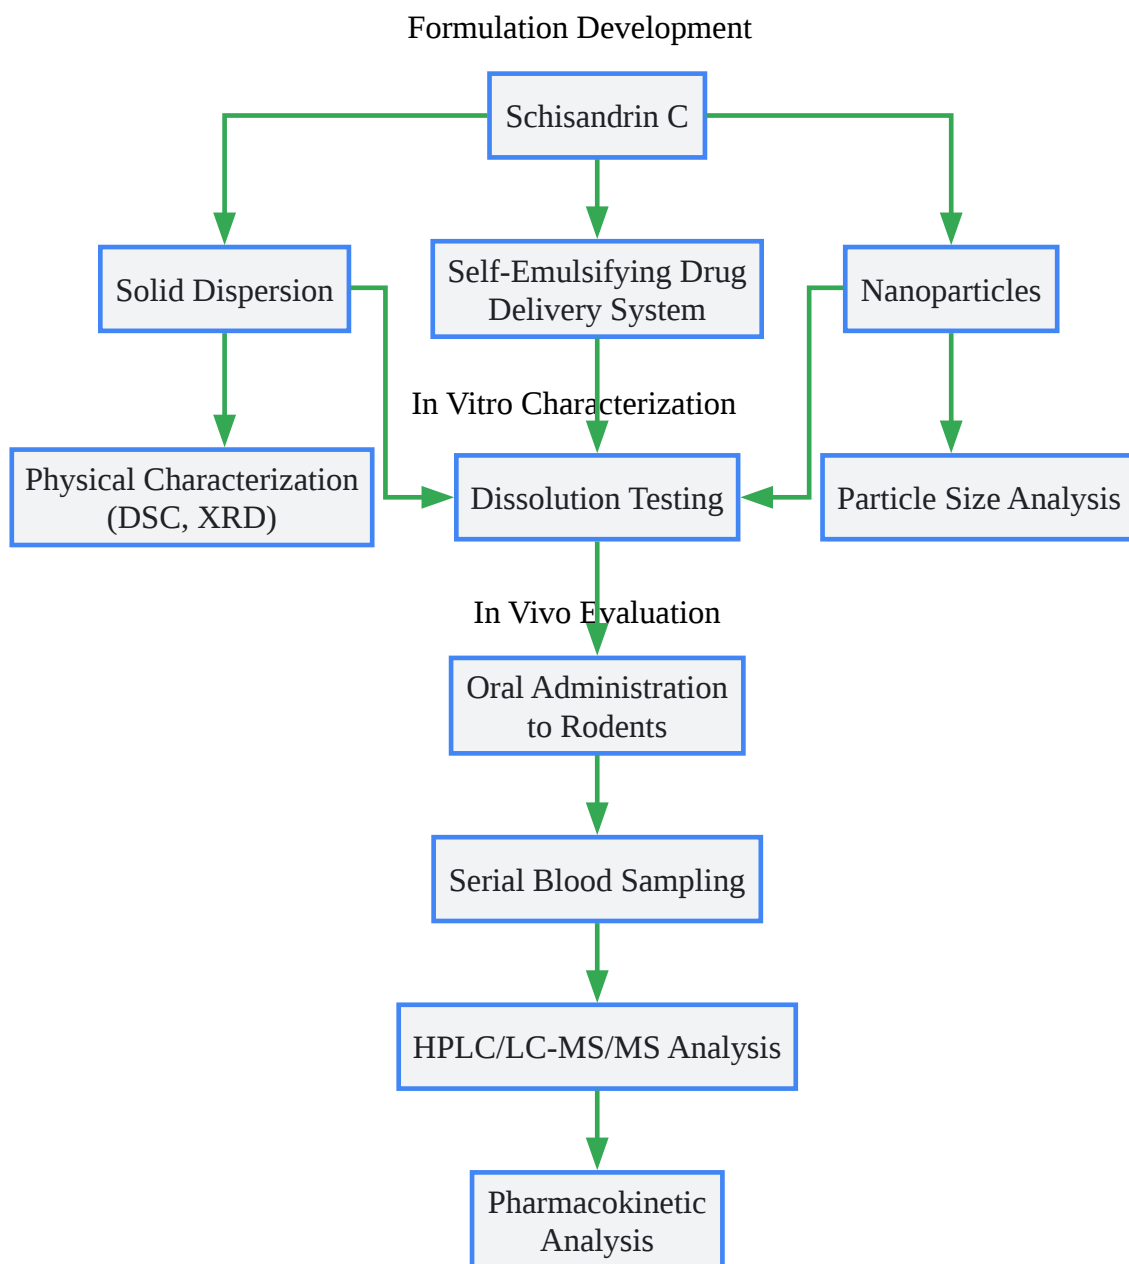 Formulation Development
Schisandrin C
Solid Dispersion
Self-Emulsifying Drug
Delivery System
Nanoparticles
In Vitro Characterization
Physical Characterization
(DSC, XRD)
Dissolution Testing
Particle Size Analysis
In Vivo Evaluation
Oral Administration
to Rodents
Serial Blood Sampling
HPLC/LC-MS/MS Analysis
Pharmacokinetic
Analysis